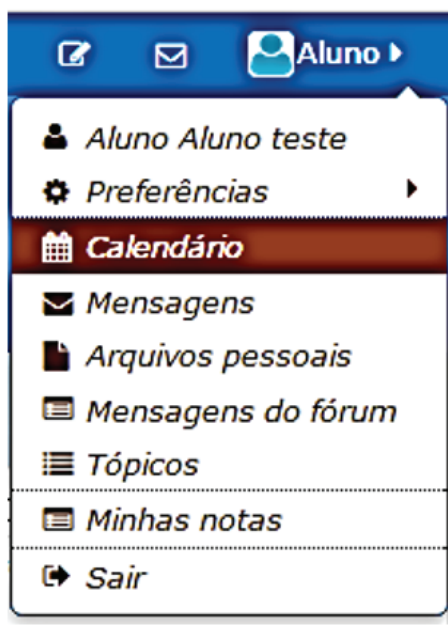 Aluno
Aluno Aluno teste
Preferências
Calendário
Mensagens
Arquivos pessoais
Mensagens do fórum
Tópicos
Minhas notas
Sair